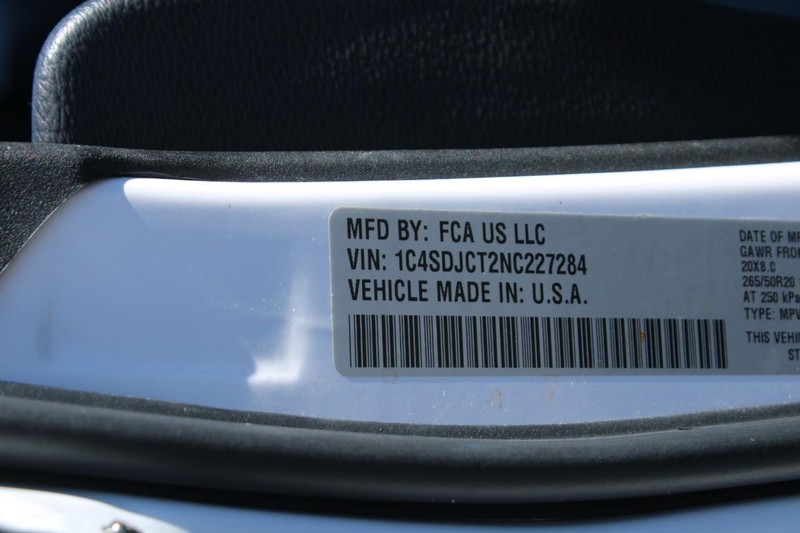 MFD BY: FCA US LLC
VIN: 1C4SDJCT2NC227284
VEHICLE MADE IN: U.S.A.
DATE OF
GAWR
20X8.0
265/50R20
AT 250 kPa
TYPE: MPV
THIS